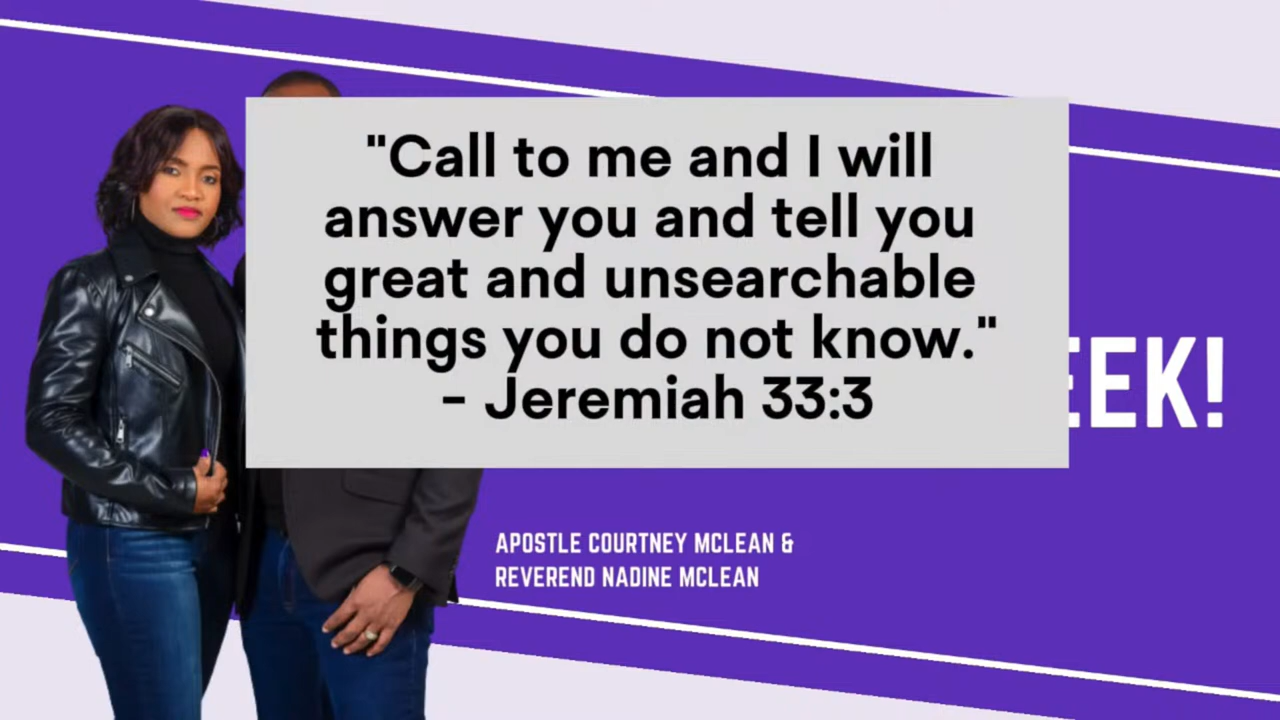 "Call to me and I will
answer you and tell you
great and unsearchable
things you do not know."
- Jeremiah 33:3
EEK!
APOSTLE COURTNEY MCLEAN &
REVEREND NADINE MCLEAN